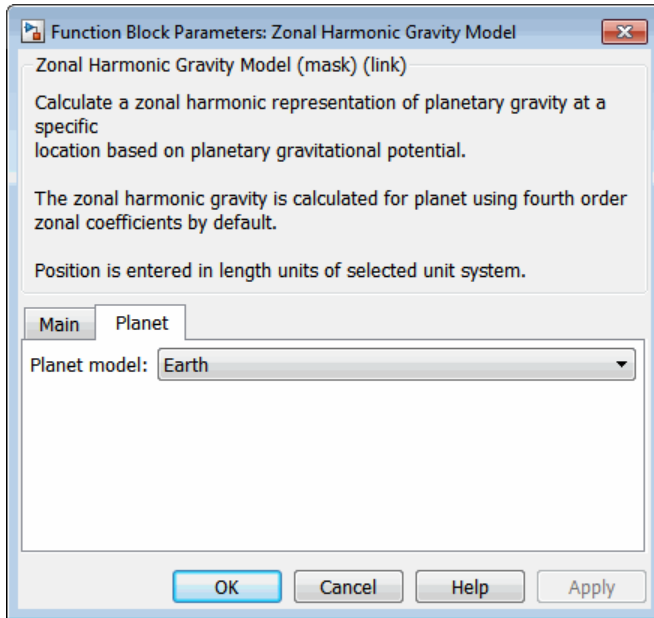 Function Block Parameters: Zonal Harmonic Gravity Model
Zonal Harmonic Gravity Model (mask) (link)
Calculate a zonal harmonic representation of planetary gravity at a
specific
location based on planetary gravitational potential.
The zonal harmonic gravity is calculated for planet using fourth order
zonal coefficients by default.
Position is entered in length units of selected unit system.
Main Planet
Planet model: Earth
OK Cancel Help Apply